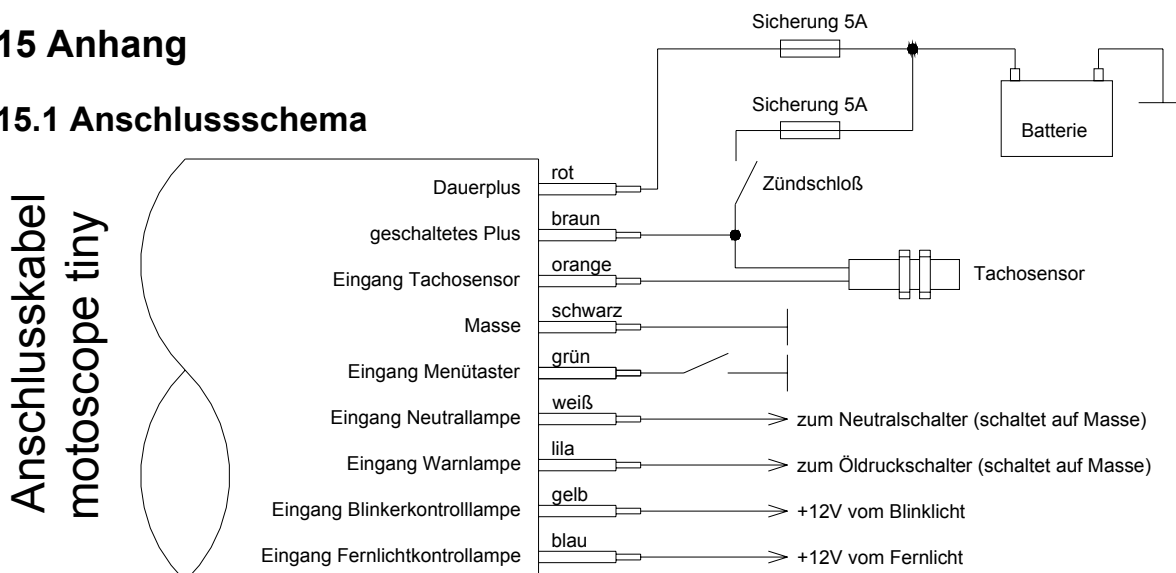 15 Anhang
15.1 Anschlussschema
Anschlusskabel
motoscope tiny
Sicherung 5A
Sicherung 5A
Batterie
Zündschloß
Tachosensor
Dauerplus rot
geschaltetes Plus braun
Eingang Tachosensor orange
Masse schwarz
Eingang Menütaster grün
Eingang Neutrallampe weiß zum Neutralschalter (schaltet auf Masse)
Eingang Warnlampe lila zum Öldruckschalter (schaltet auf Masse)
Eingang Blinkerkontrolllampe gelb +12V vom Blinklicht
Eingang Fernlichtkontrollampe blau +12V vom Fernlicht